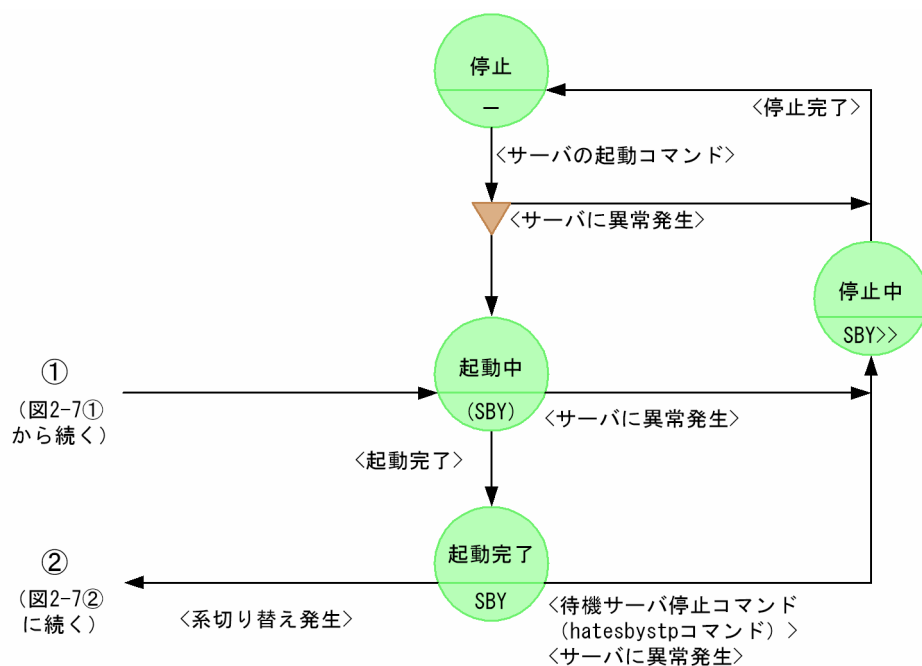 停止
－
<停止完了>
<サーバの起動コマンド>
<サーバに異常発生>
停止中
SBY>>
①
（図2-7①
から続く）
起動中
(SBY)
<サーバに異常発生>
<起動完了>
②
（図2-7②
に続く）
起動完了
SBY
<系切り替え発生>
<待機サーバ停止コマンド
（hatesbystpコマンド）>
<サーバに異常発生>